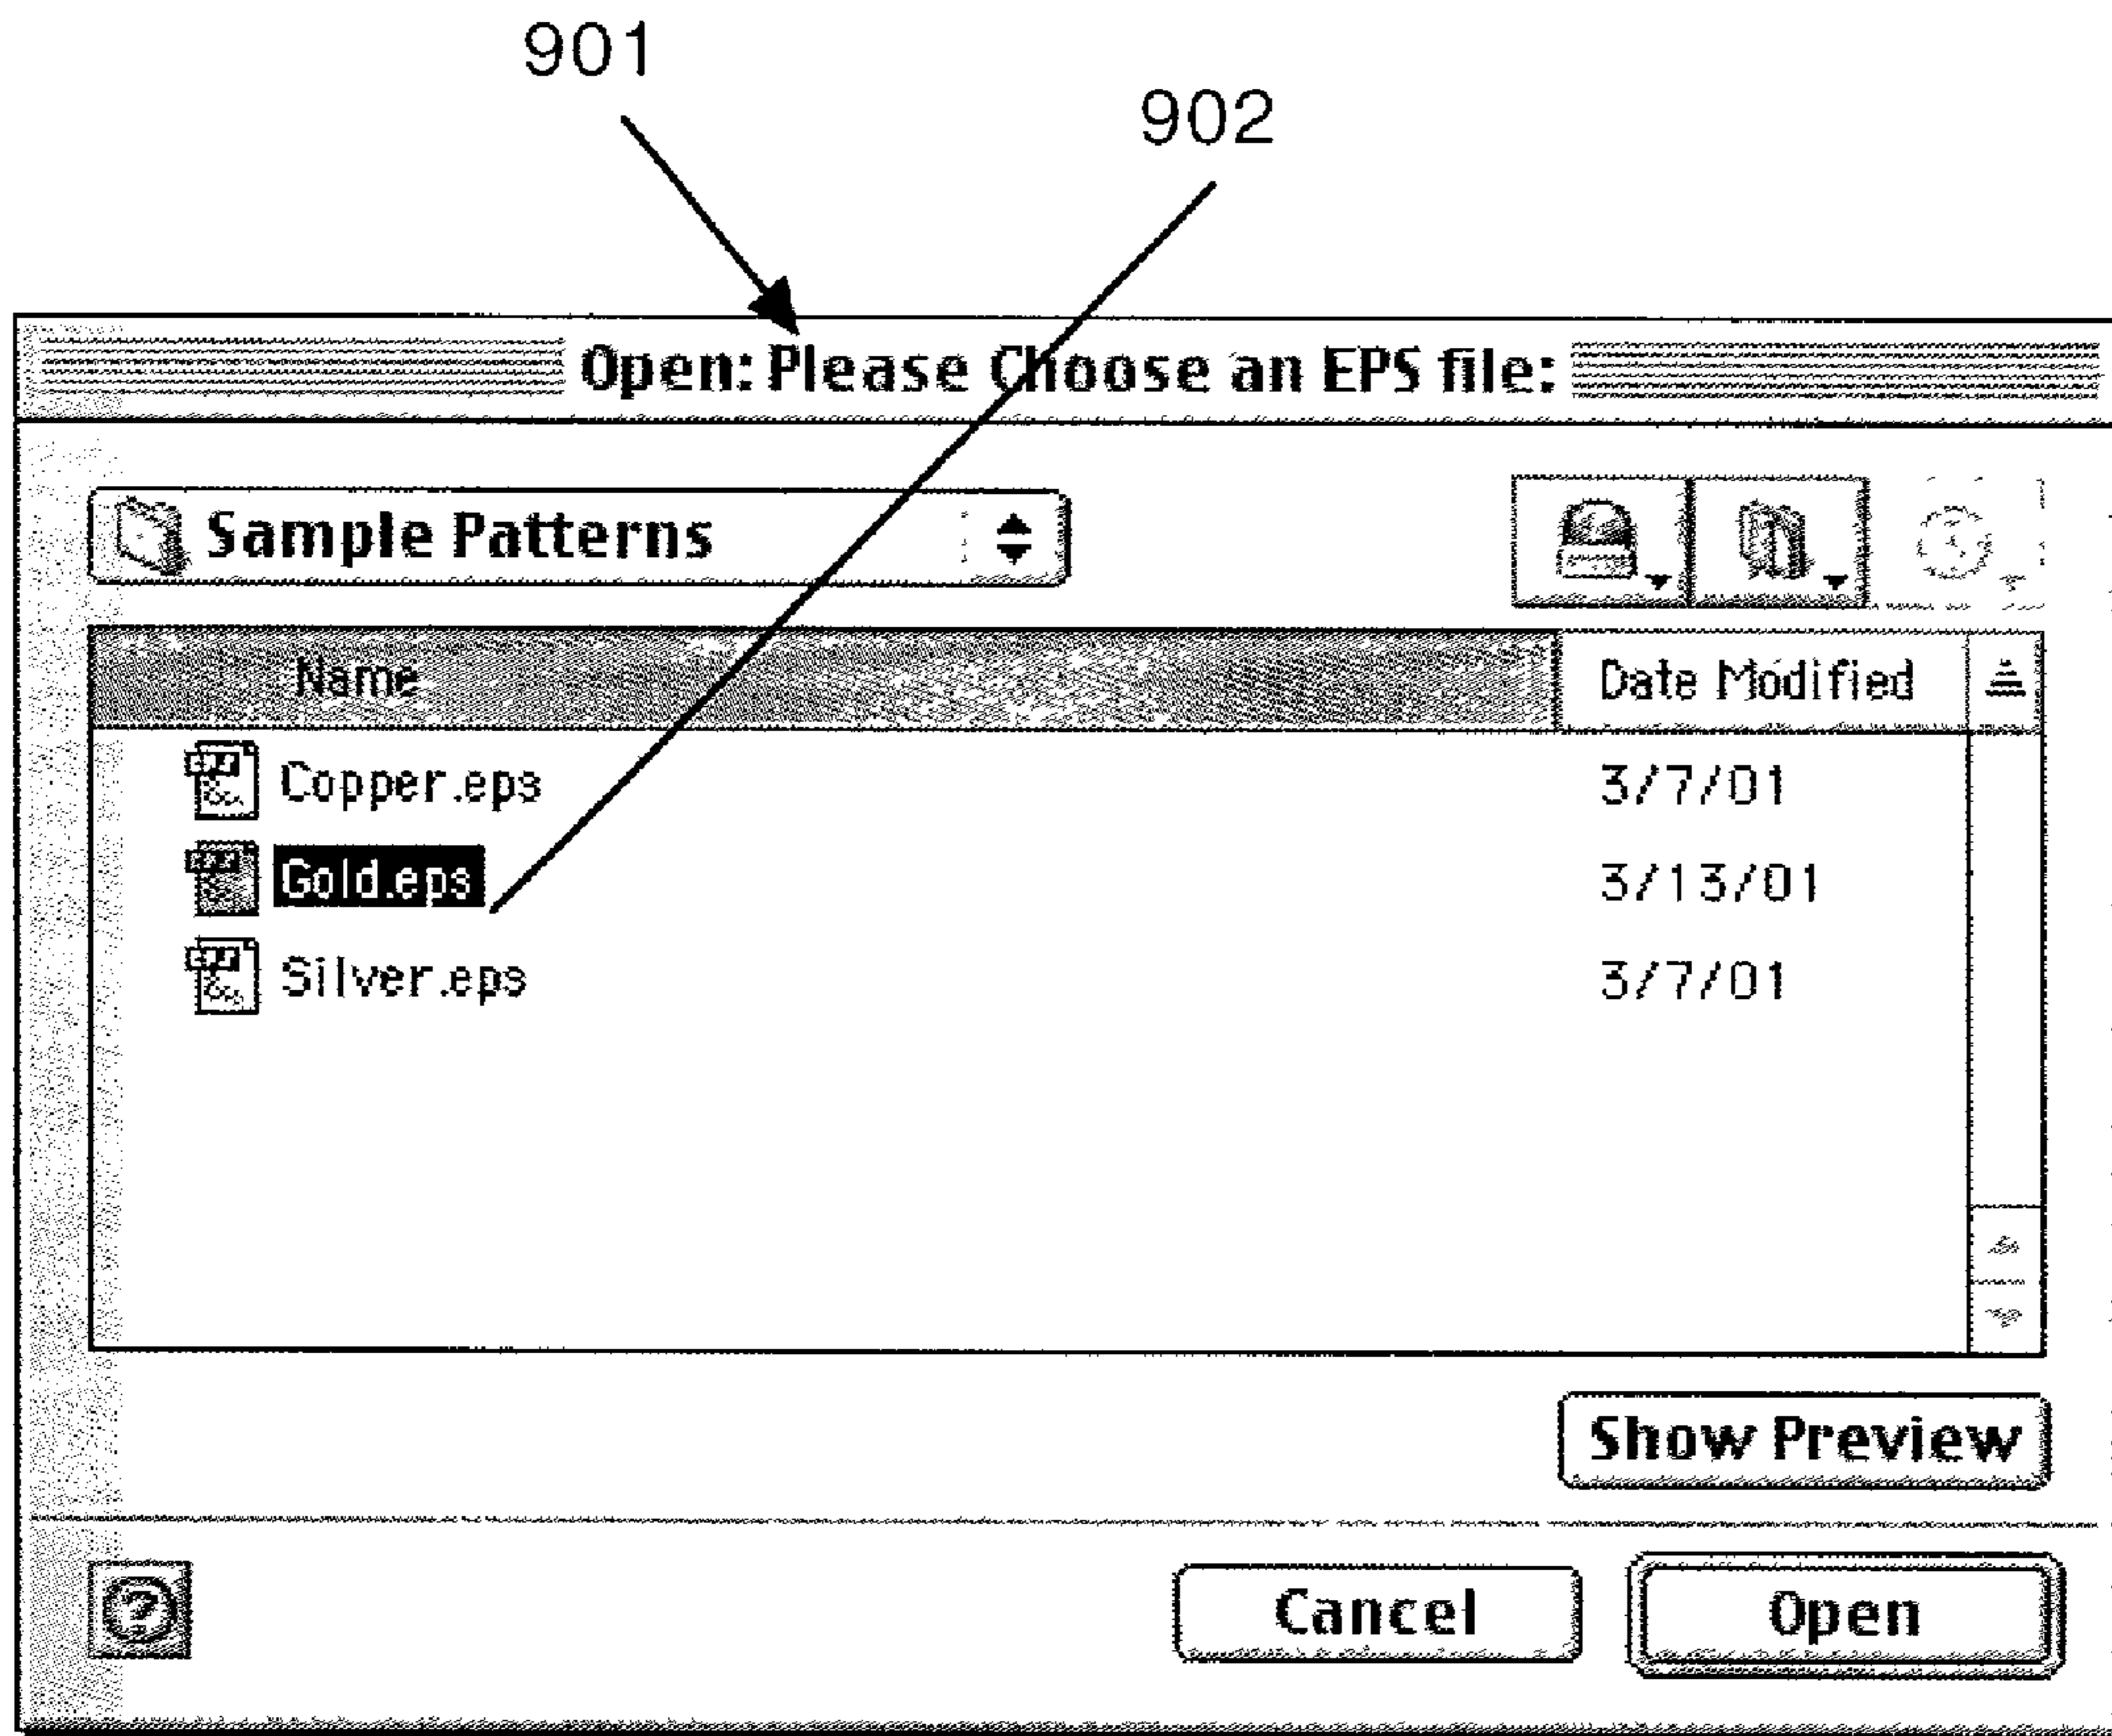 901
902
Open: Please Choose an EPS file:
Sample Patterns
Name Date Modified
Copper.eps 3/7/01
Gold.eps 3/13/01
Silver.eps 3/7/01
Show Preview
? Cancel Open